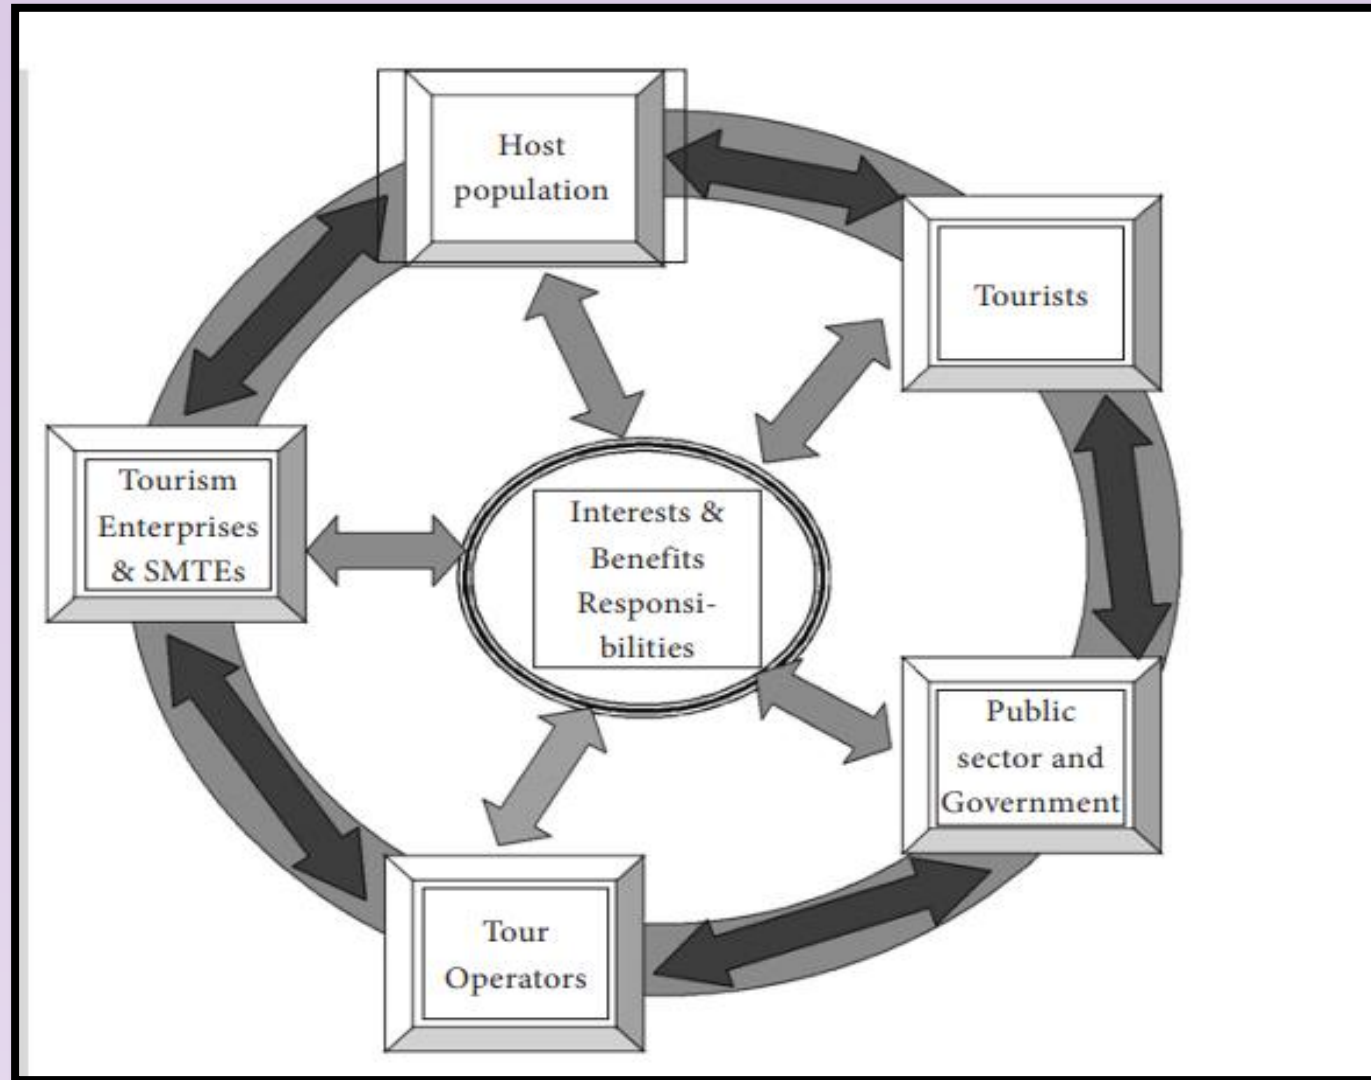 Host
population
Tourists
Tourism
Enterprises
& SMTEs
Interests &
Benefits
Responsi-
bilities
Public
sector and
Government
Tour
Operators